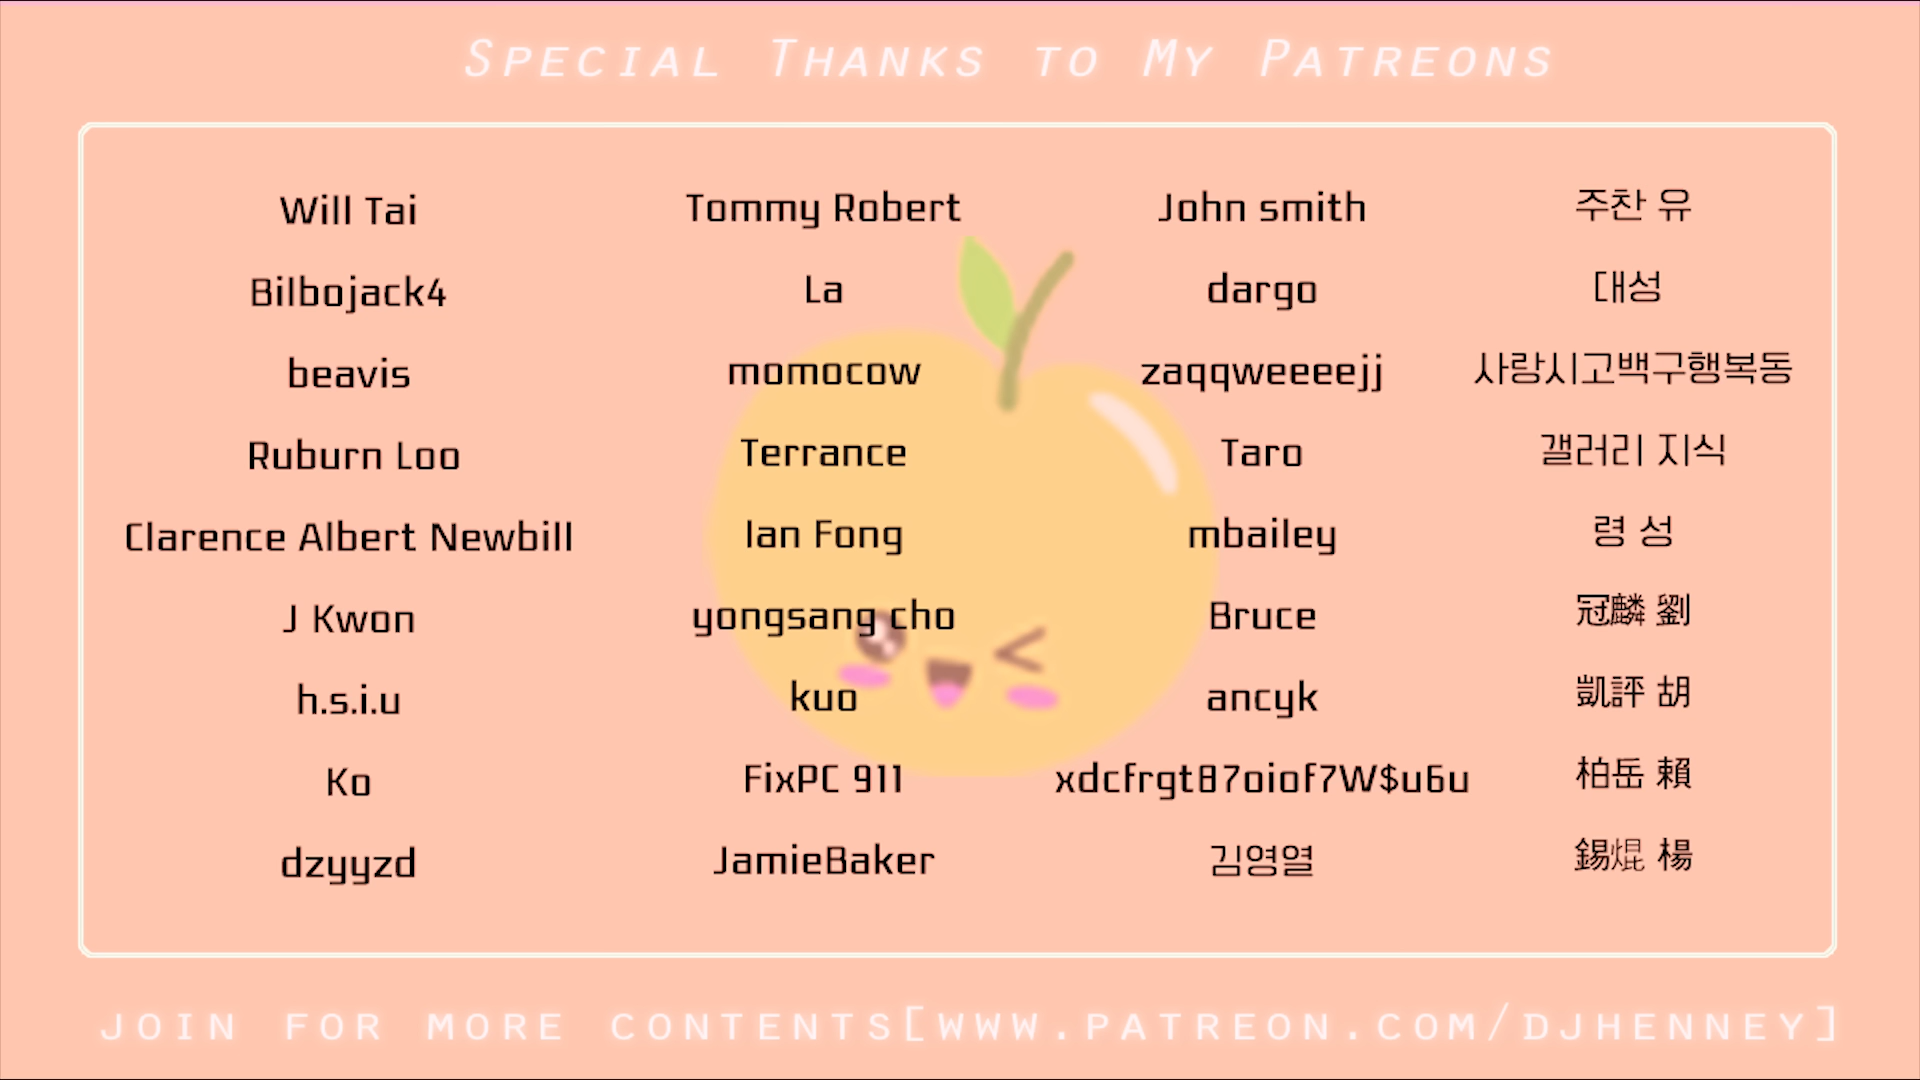 Special Thanks to My Patreons
Will Tai
Bilbojack4
beavis
Ruburn Loo
Clarence Albert Newbill
J Kwon
h.s.i.u
Ko
dzyyzd
Tommy Robert
La
momocow
Terrance
Ian Fong
yongsang cho
kuo
FixPC 911
JamieBaker
John smith
dargo
zaqqweeeejj
Taro
mbailey
Bruce
ancyk
xdcfrgt87oiof7W$u6u
김영열
주찬 유
대성
사랑시고백구행복동
갤러리 지식
령 성
冠麟 劉
凱評 胡
柏岳 賴
錫焜 楊
JOIN FOR MORE CONTENTS[WWW.PATREON.COM/DJHENNEY]